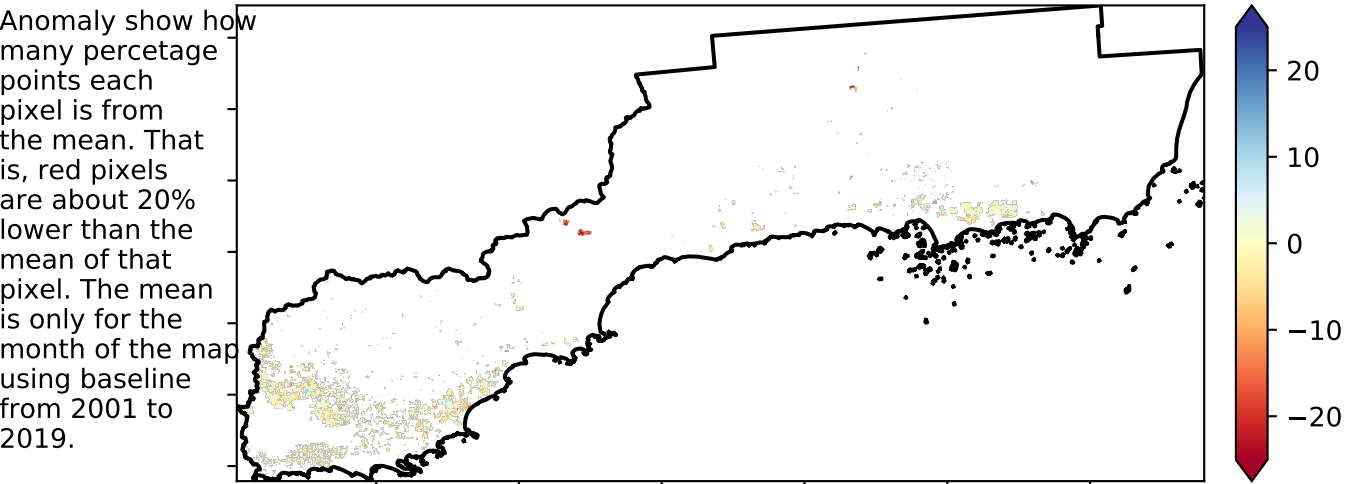 Anomaly show how
many percetage
points each
pixel is from
the mean. That
is, red pixels
are about 20%
lower than the
mean of that
pixel. The mean
is only for the
month of the map
using baseline
from 2001 to
2019.
20
10
0
−10
−20